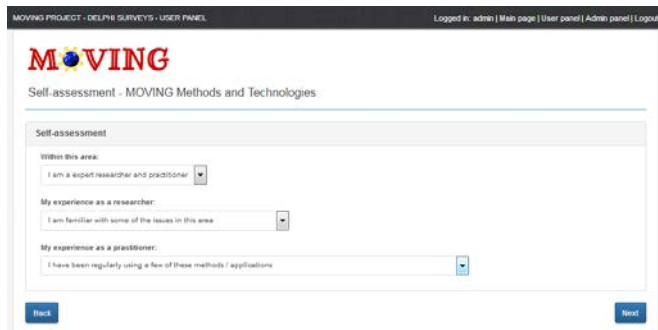 MOVING PROJECT - DELPHI SURVEYS - USER PANEL
Logged in: admin | Main page | User panel | Admin panel | Logout
MOVING
Self-assessment - MOVING Methods and Technologies
Self-assessment
Within this area:
I am a expert researcher and practitioner
My experience as a researcher:
I am familiar with some of the issues in this area
My experience as a practitioner:
I have been regularly using a few of these methods / applications
Back
Next